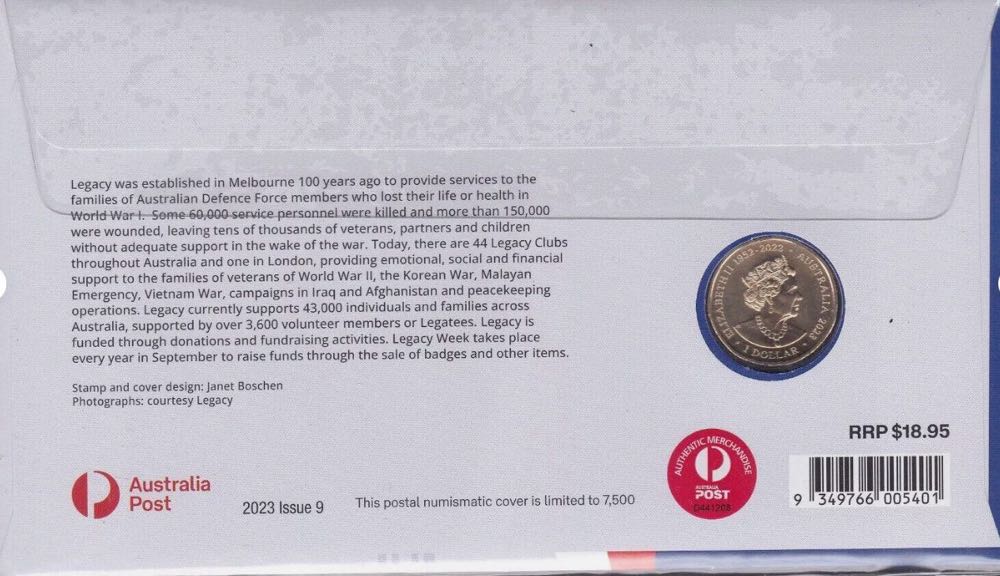 Legacy was established in Melbourne 100 years ago to provide services to the
families of Australian Defence Force members who lost their life or health in
World War I.  Some 60,000 service personnel were killed and more than 150,000
were wounded, leaving tens of thousands of veterans, partners and children
without adequate support in the wake of the war. Today, there are 44 Legacy Clubs
throughout Australia and one in London, providing emotional, social and financial
support to the families of veterans of World War II, the Korean War, Malayan
Emergency, Vietnam War, campaigns in Iraq and Afghanistan and peacekeeping
operations. Legacy currently supports 43,000 individuals and families across
Australia, supported by over 3,600 volunteer members or Legatees. Legacy is
funded through donations and fundraising activities. Legacy Week takes place
every year in September to raise funds through the sale of badges and other items.
Stamp and cover design: Janet Boschen
Photographs: courtesy Legacy
ELIZABETH II 1952-2022 • AUSTRALIA 2023
• 1 DOLLAR •
RRP $18.95
Australia
Post
2023 Issue 9
This postal numismatic cover is limited to 7,500
AUTHENTIC MERCHANDISE
AUSTRALIA
POST
0441208
9 349766 005401